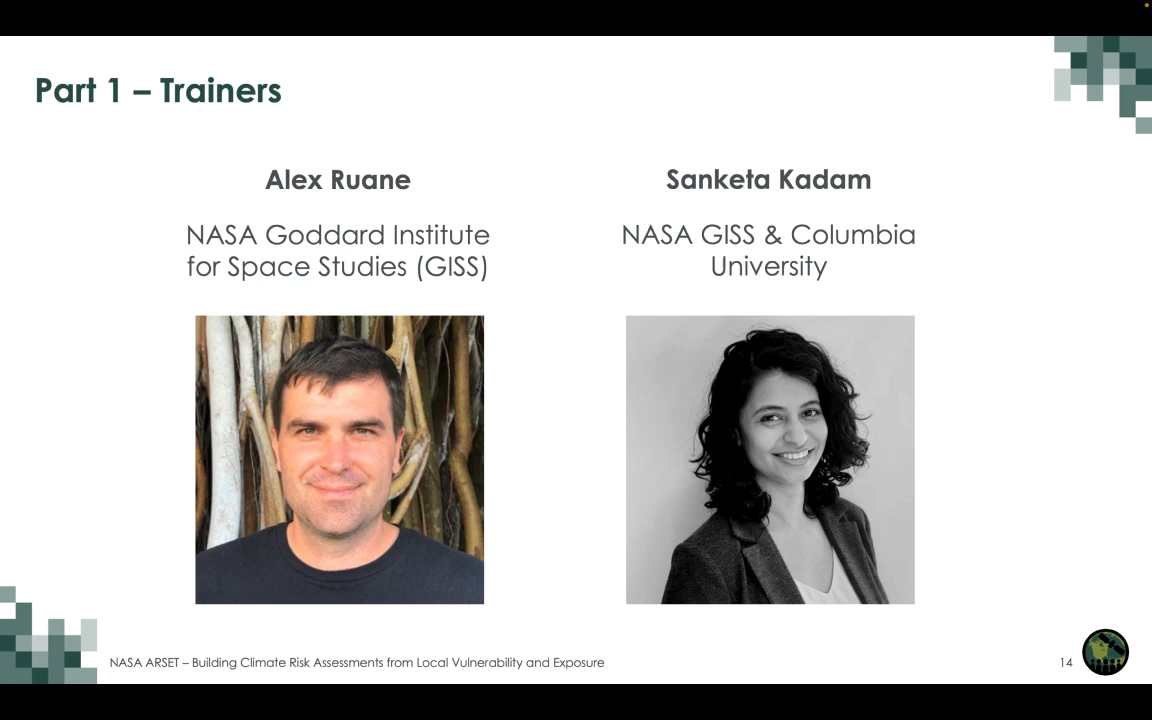 Part 1 – Trainers
Alex Ruane
NASA Goddard Institute
for Space Studies (GISS)
Sanketa Kadam
NASA GISS & Columbia
University
NASA ARSET – Building Climate Risk Assessments from Local Vulnerability and Exposure
14